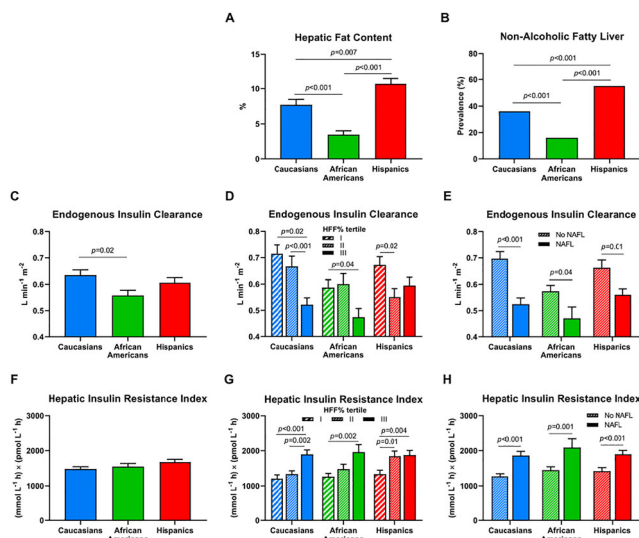 A
Hepatic Fat Content
p=0.007
p<0.001
p<0.001
15
10
5
0
%
Caucasians
African
Americans
Hispanics
B
Non-Alcoholic Fatty Liver
p<0.001
p<0.001
p<0.001
80
60
40
20
0
Prevalence (%)
Caucasians
African
Americans
Hispanics
C
Endogenous Insulin Clearance
p=0.02
0.8
0.7
0.6
0.5
0.4
L min-1 m-2
Caucasians
African
Americans
Hispanics
D
Endogenous Insulin Clearance
HFF% tertile
I
II
III
p=0.02
p<0.001
p=0.04
p=0.02
0.8
0.7
0.6
0.5
0.4
L min-1 m-2
Caucasians
African
Americans
Hispanics
E
Endogenous Insulin Clearance
No NAFL
NAFL
p<0.001
p=0.04
p=0.01
0.8
0.7
0.6
0.5
0.4
L min-1 m-2
Caucasians
African
Americans
Hispanics
F
Hepatic Insulin Resistance Index
3000
2000
1000
0
(mmol L-1 h) × (pmol L-1 h)
Caucasians
African
Americans
Hispanics
G
Hepatic Insulin Resistance Index
HFF% tertile
I
II
III
p<0.001
p=0.002
p=0.002
p=0.004
p=0.01
3000
2000
1000
0
(mmol L-1 h) × (pmol L-1 h)
Caucasians
African
Americans
Hispanics
H
Hepatic Insulin Resistance Index
No NAFL
NAFL
p<0.001
p=0.001
p<0.001
3000
2000
1000
0
(mmol L-1 h) × (pmol L-1 h)
Caucasians
African
Americans
Hispanics